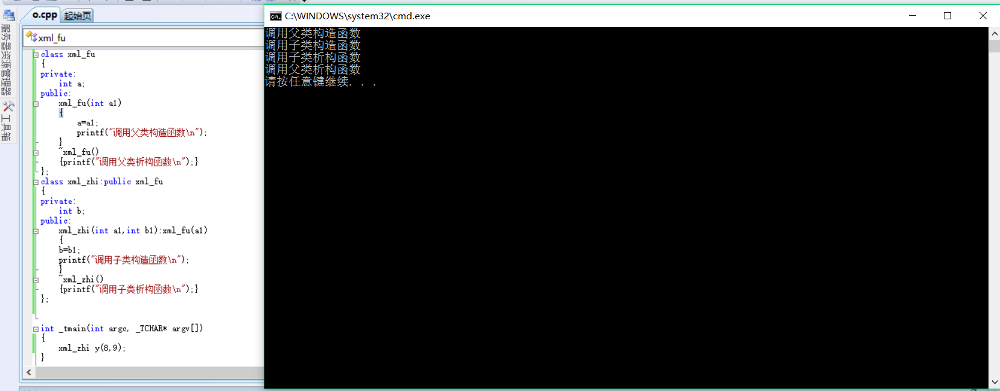 o.cpp 起始页
服务器资源管理器
工具箱
xml_fu
class xml_fu
{
private:
int a;
public:
xml_fu(int a1)
{
a=a1;
printf("调用父类构造函数\n");
}
~xml_fu()
{printf("调用父类析构函数\n");}
};
class xml_zhi:public xml_fu
{
private:
int b;
public:
xml_zhi(int a1,int b1):xml_fu(a1)
{
b=b1;
printf("调用子类构造函数\n");
}
~xml_zhi()
{printf("调用子类析构函数\n");}
};
int _tmain(int argc, _TCHAR* argv[])
{
xml_zhi y(8,9);
}
C:\WINDOWS\system32\cmd.exe
调用父类构造函数
调用子类构造函数
调用子类析构函数
调用父类析构函数
请按任意键继续. . .